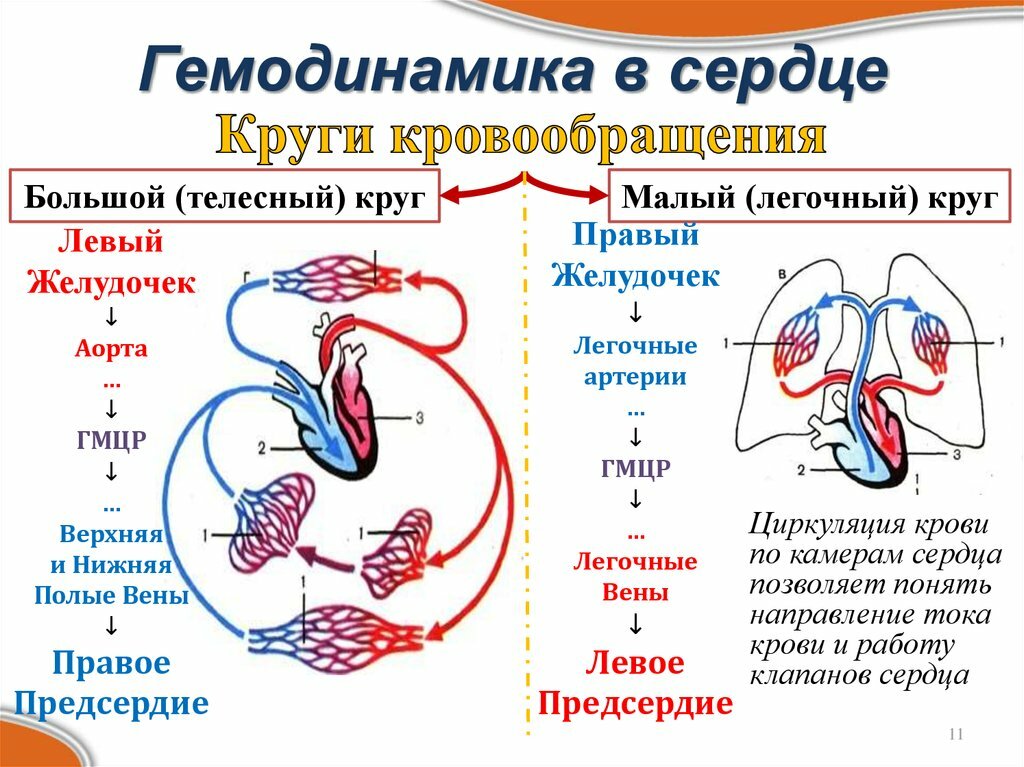 Гемодинамика в сердце
Круги кровообращения
Большой (телесный) круг
Левый
Желудочек
↓
Аорта
...
↓
ГМЦР
↓
...
Верхняя
и Нижняя
Полые Вены
↓
Правое
Предсердие
Г
3
2
1
1
1
Малый (легочный) круг
Правый
Желудочек
↓
Легочные
артерии
...
↓
ГМЦР
↓
...
Легочные
Вены
↓
Левое
Предсердие
В
1
1
2
3
1
Циркуляция крови
по камерам сердца
позволяет понять
направление тока
крови и работу
клапанов сердца
11